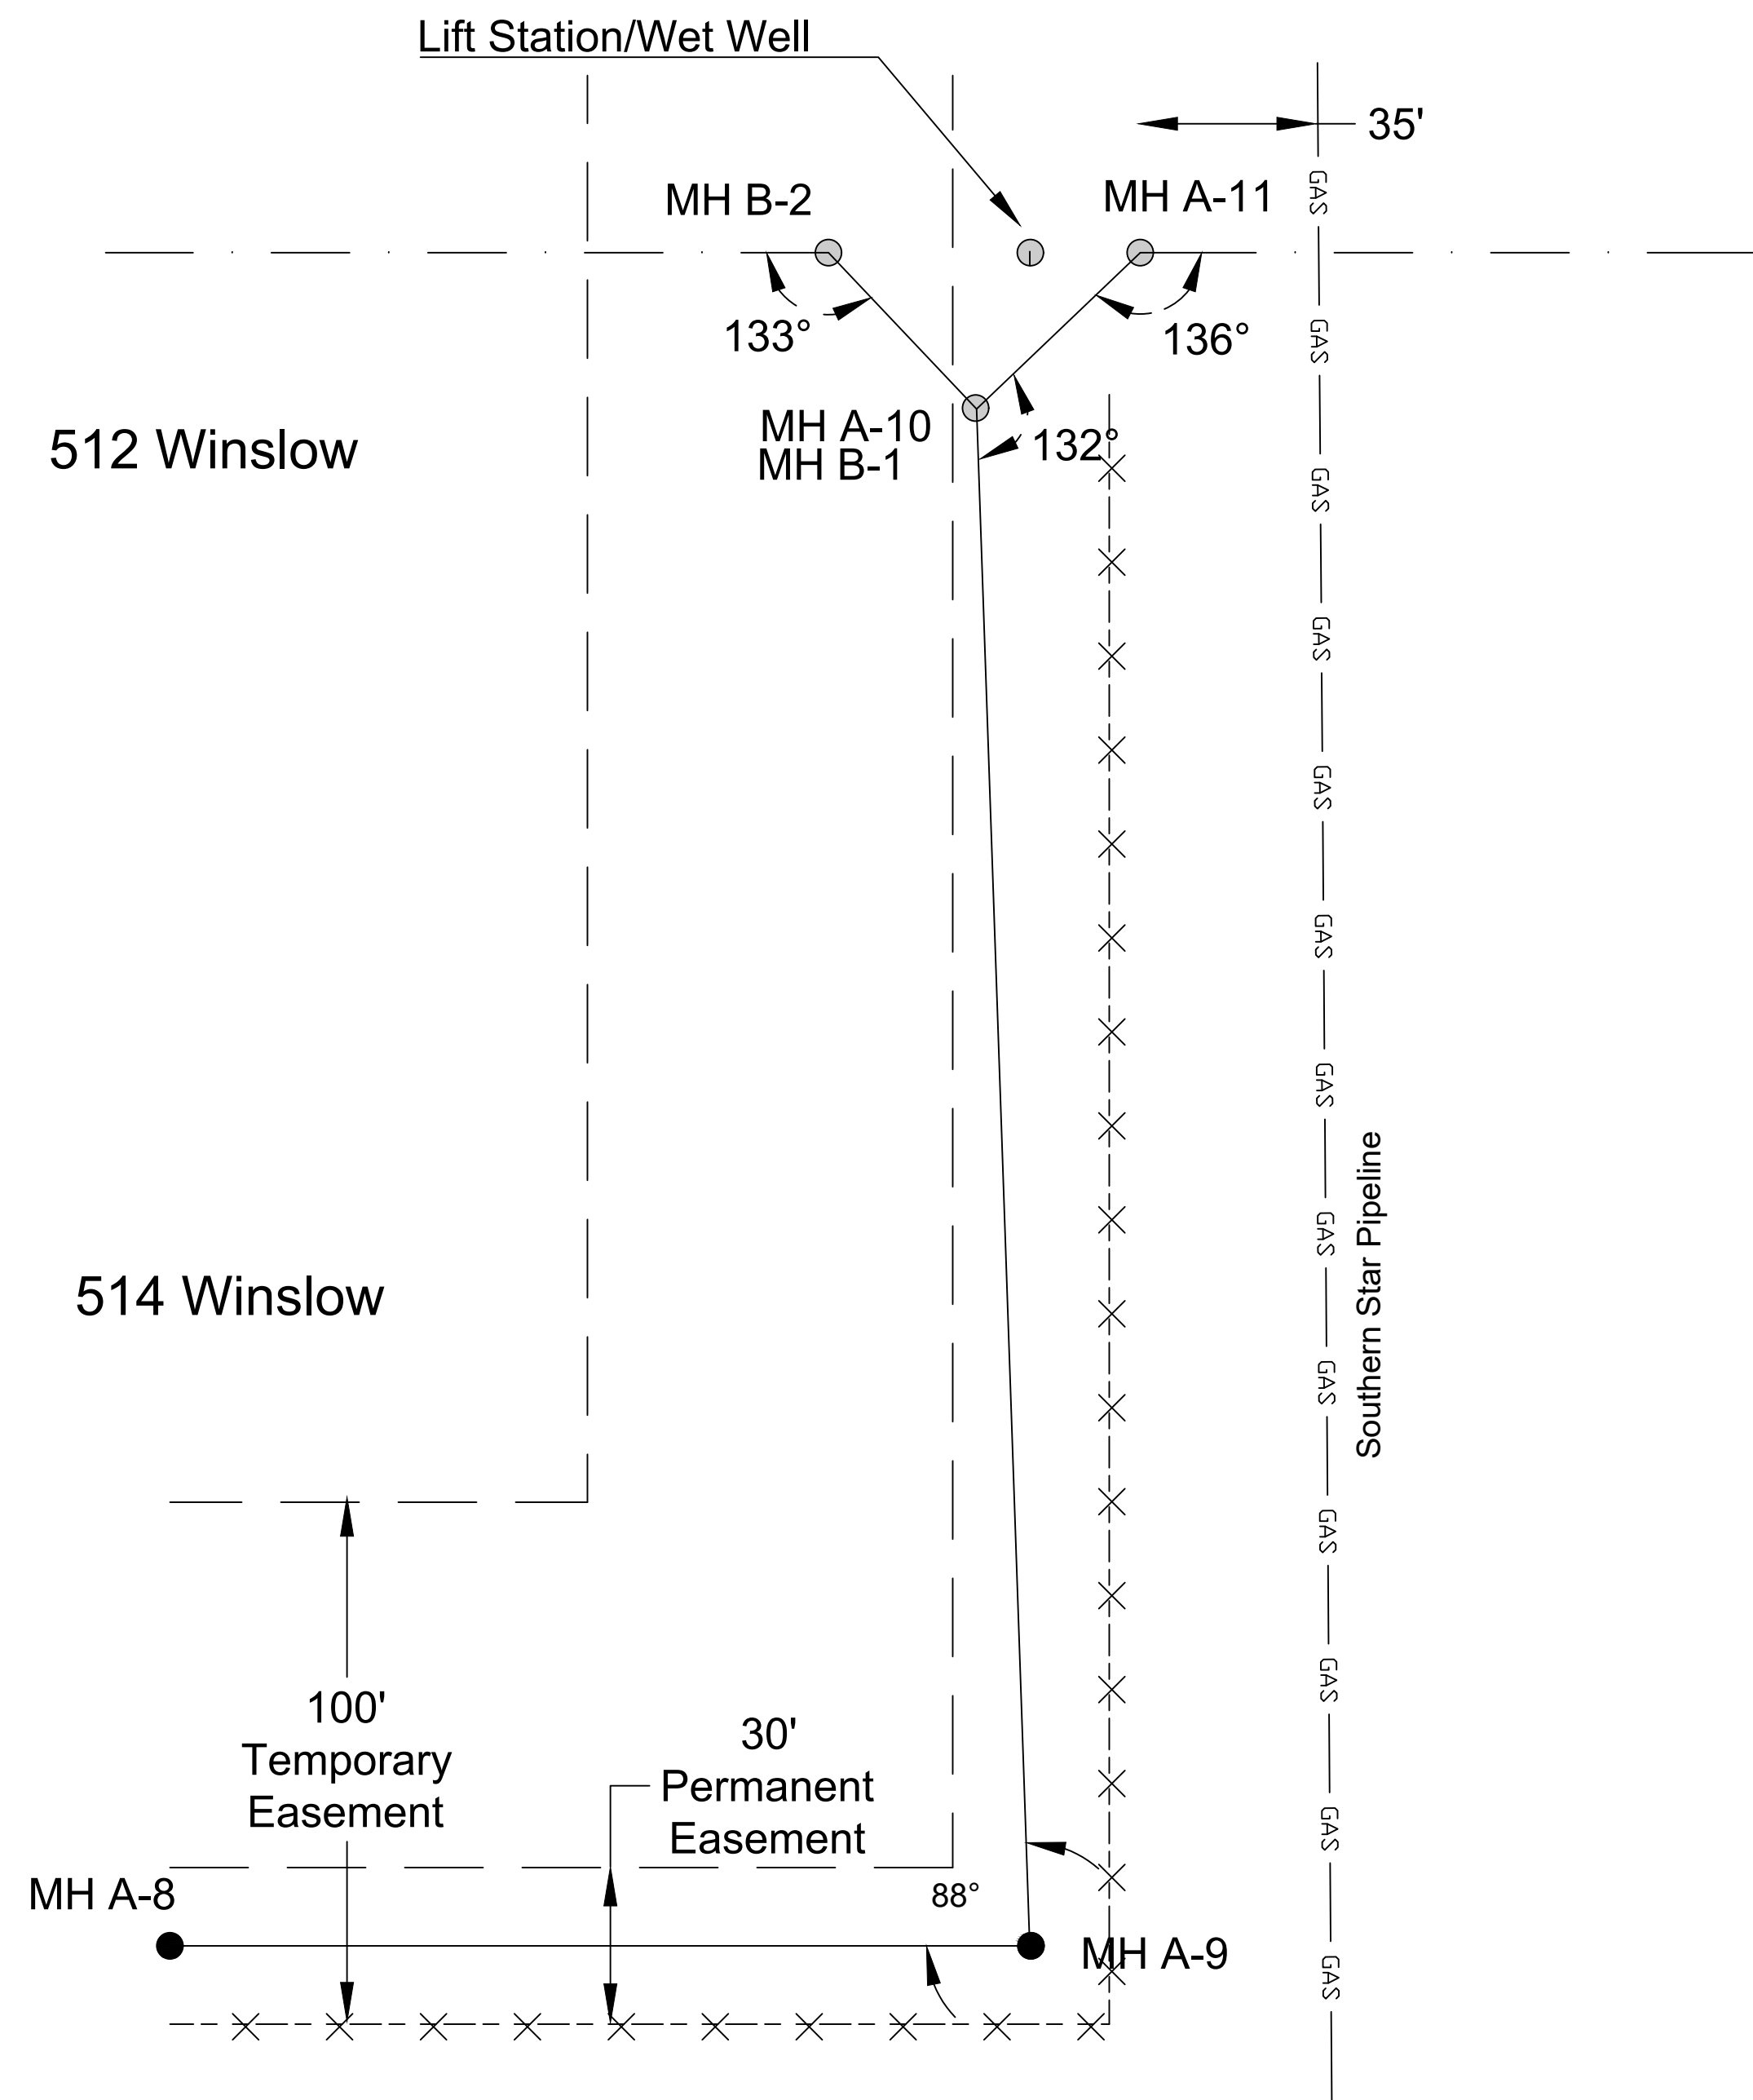 Lift Station/Wet Well
35'
MH B-2
MH A-11
133°
136°
MH A-10
MH B-1
132°
512 Winslow
514 Winslow
Southern Star Pipeline
100'
Temporary
Easement
30'
Permanent
Easement
MH A-8
88°
MH A-9
GAS
GAS
GAS
GAS
GAS
GAS
GAS
GAS
GAS
GAS
GAS
GAS
GAS